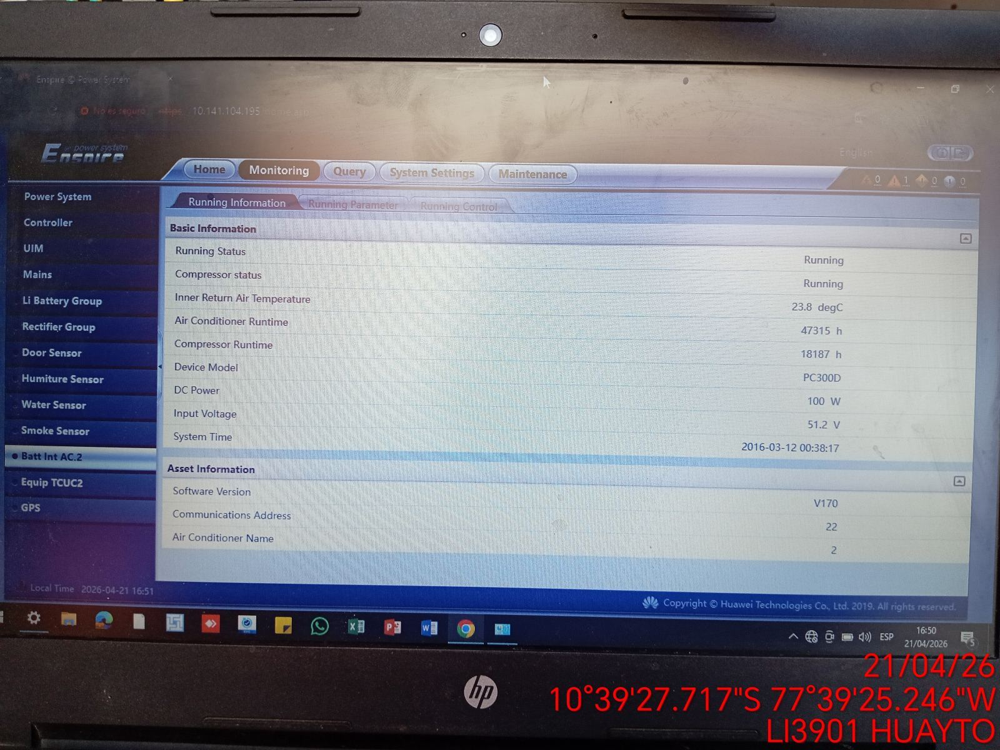 Enspire @ Power System
No es seguro https 10.141.104.195/home.asp
Enspire power system
English
Home Monitoring Query System Settings Maintenance
0 1 0 0
Running Information Running Parameter Running Control
Power System
Controller
UIM
Mains
Li Battery Group
Rectifier Group
Door Sensor
Humiture Sensor
Water Sensor
Smoke Sensor
Batt Int AC.2
Equip TCUC2
GPS
Basic Information
Running Status Running
Compressor status Running
Inner Return Air Temperature 23.8 degC
Air Conditioner Runtime 47315 h
Compressor Runtime 18187 h
Device Model PC300D
DC Power 100 W
Input Voltage 51.2 V
System Time 2016-03-12 00:38:17
Asset Information
Software Version V170
Communications Address 22
Air Conditioner Name 2
Local Time 2026-04-21 16:51
Copyright © Huawei Technologies Co., Ltd. 2019. All rights reserved.
ESP
16:50
21/04/2026
5
hp
21/04/26
10°39'27.717"S 77°39'25.246"W
LI3901 HUAYTO